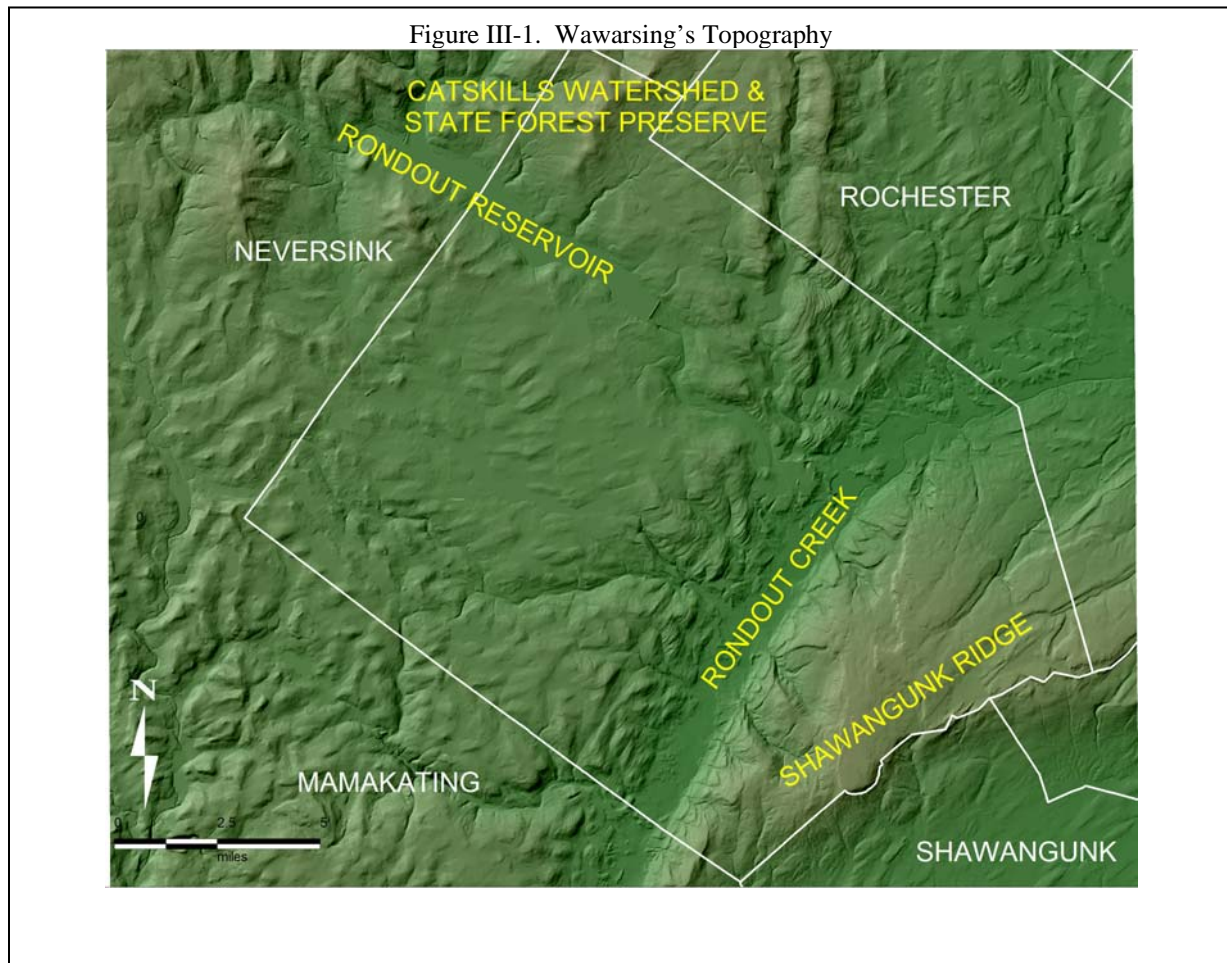 Figure III-1.  Wawarsing’s Topography
CATSKILLS WATERSHED &
STATE FOREST PRESERVE
RONDOUT RESERVOIR
ROCHESTER
NEVERSINK
RONDOUT CREEK
SHAWANGUNK RIDGE
N
MAMAKATING
0 2.5 5
miles
SHAWANGUNK
0